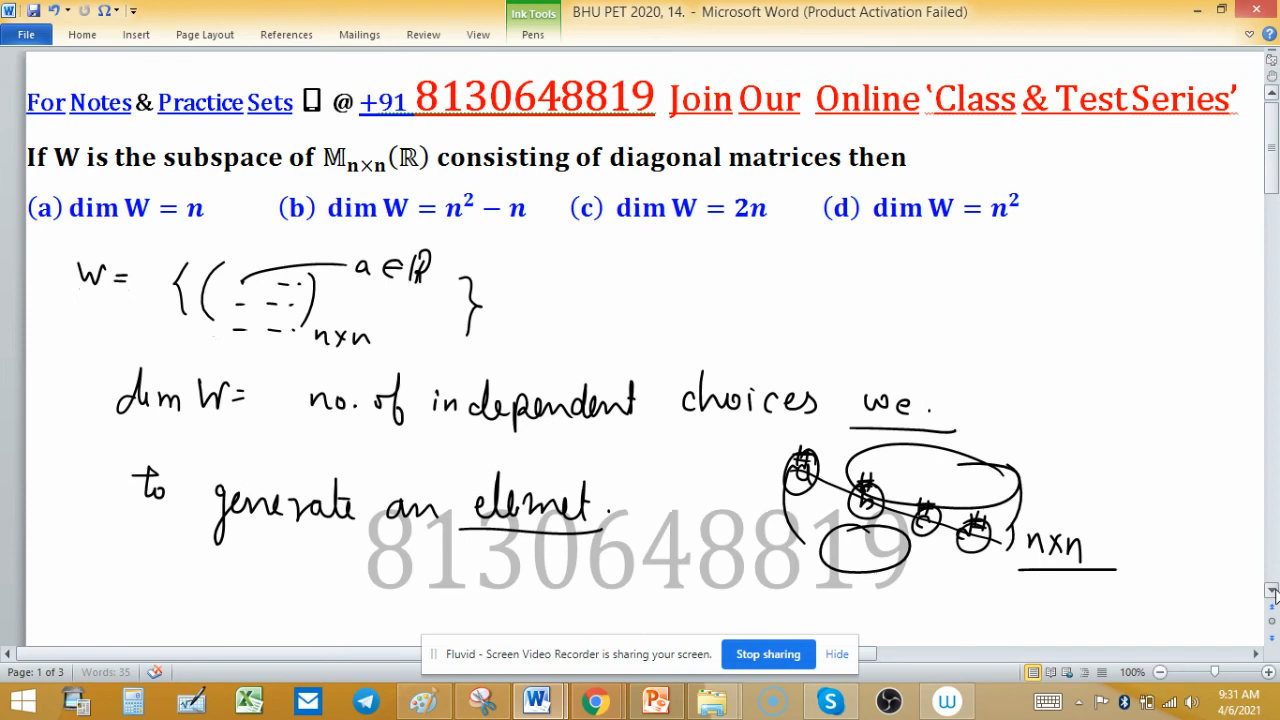 BHU PET 2020, 14. - Microsoft Word (Product Activation Failed)
Ink Tools
File Home Insert Page Layout References Mailings Review View Pens
For Notes & Practice Sets @ +91 8130648819 Join Our Online ‘Class & Test Series’
If W is the subspace of 𝕄n×n(ℝ) consisting of diagonal matrices then
(a) dim W = n (b) dim W = n² − n (c) dim W = 2n (d) dim W = n²
W = { ( )n×n a ∈ ℝ }
dim W = no. of independent choices we.
to generate an elemet.
n×n
8130648819
Fluvid - Screen Video Recorder is sharing your screen. Stop sharing Hide
Page: 1 of 3 Words: 35 100%
9:31 AM
4/6/2021